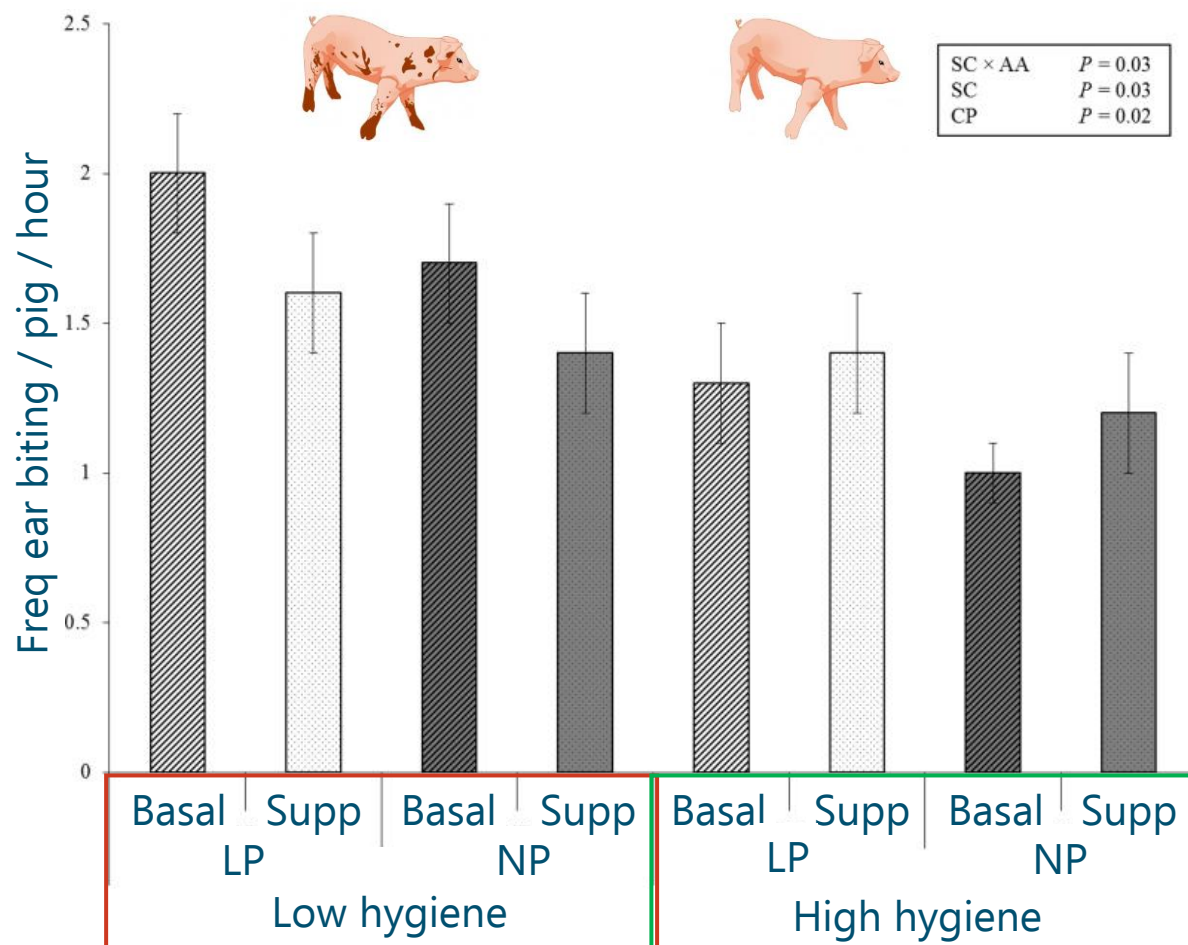 2.5
SC × AA P = 0.03
SC P = 0.03
CP P = 0.02
2
1.5
1
0.5
0
Freq ear biting / pig / hour
Basal Supp Basal Supp Basal Supp Basal Supp
LP NP LP NP
Low hygiene High hygiene